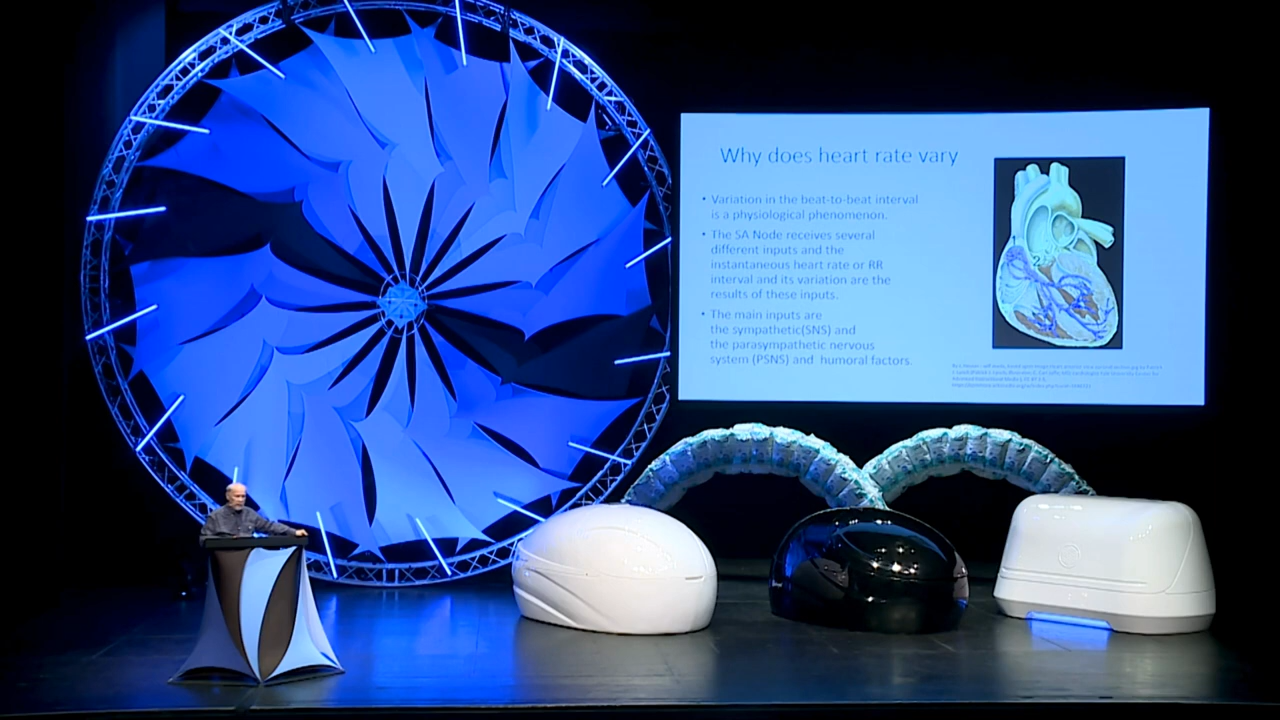 Why does heart rate vary
• Variation in the beat-to-beat interval
is a physiological phenomenon.
• The SA Node receives several
different inputs and the
instantaneous heart rate or RR
interval and its variation are the
results of these inputs.
• The main inputs are
the sympathetic(SNS) and
the parasympathetic nervous
system (PSNS) and humoral factors.